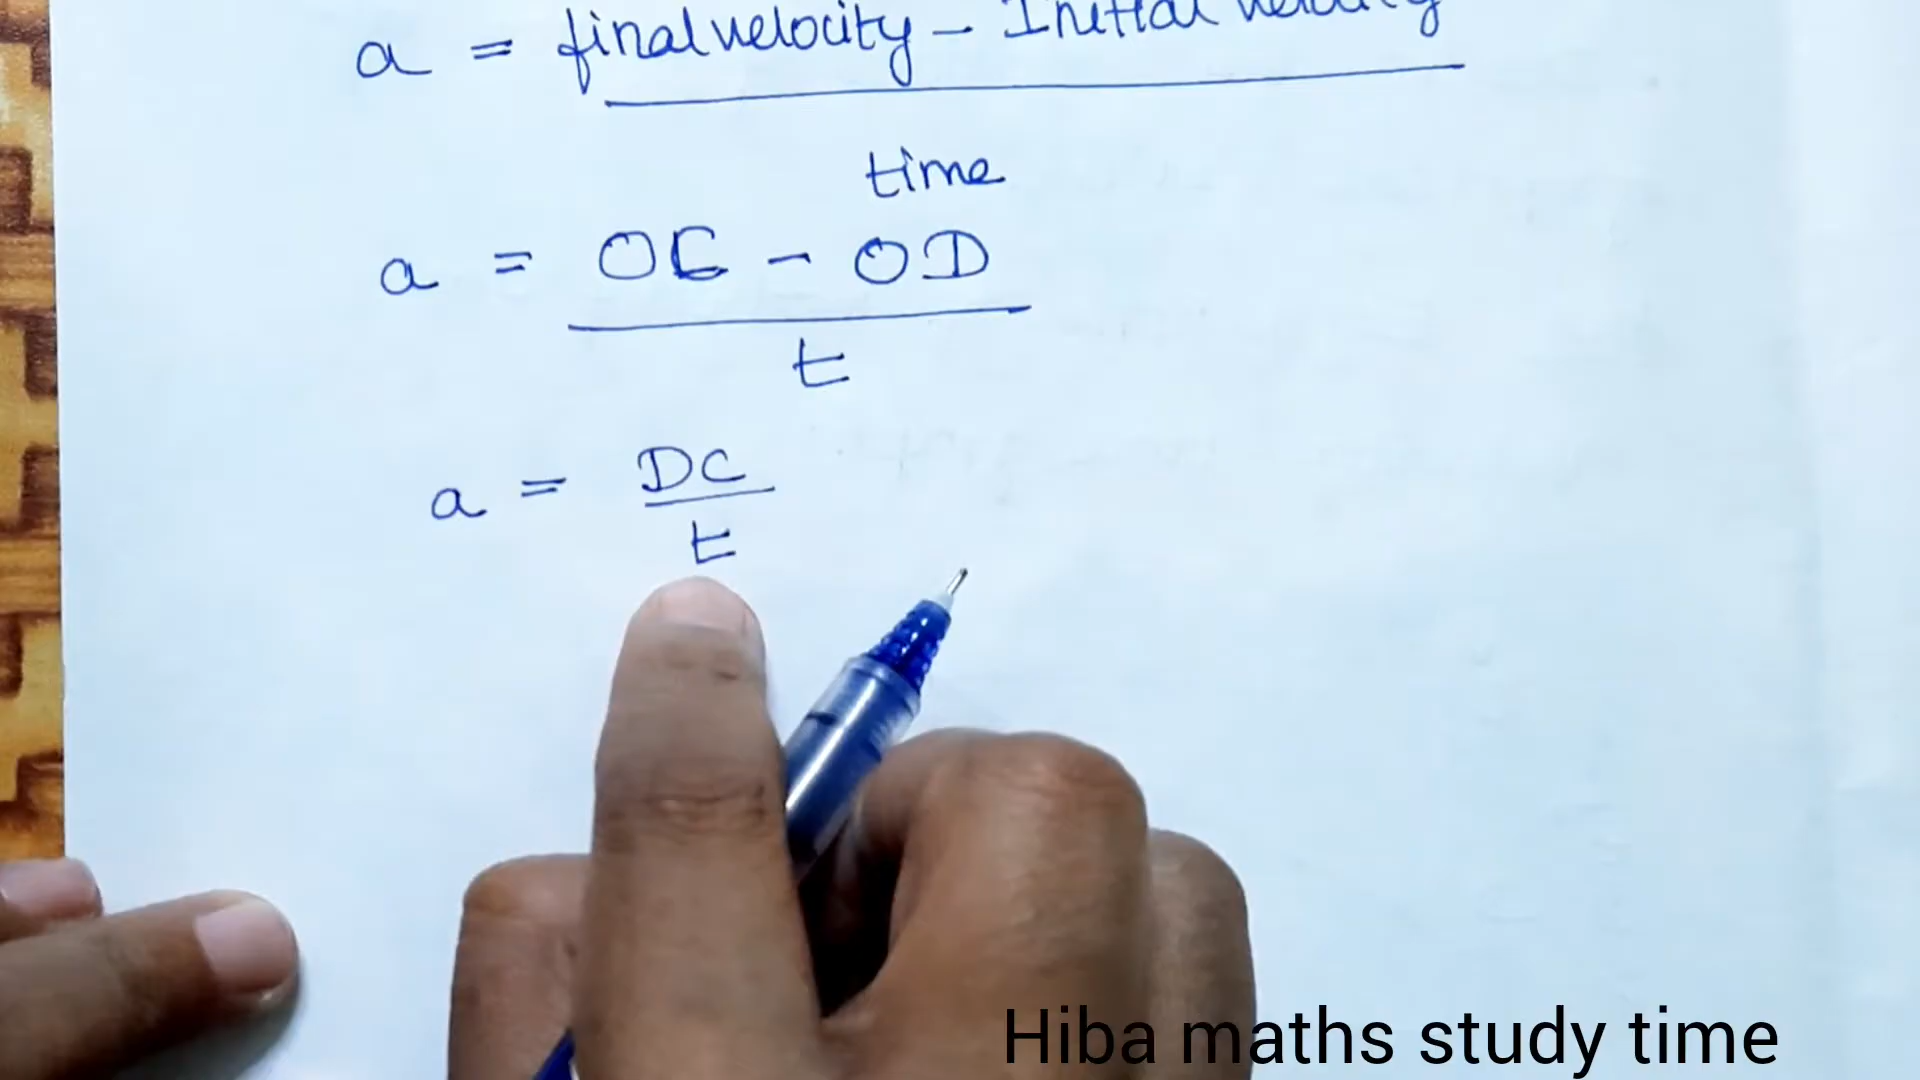 a = final velocity - Initial velocity
time
a = OC - OD
t
a = DC
t
Hiba maths study time